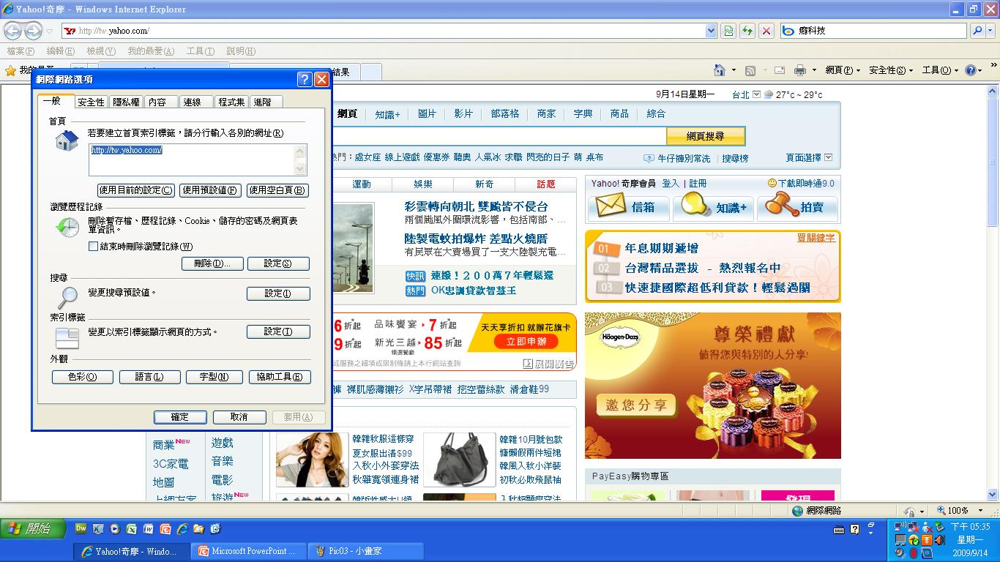 Yahoo!奇摩 - Windows Internet Explorer
http://tw.yahoo.com/
癮科技
檔案(F) 編輯(E) 檢視(V) 我的最愛(A) 工具(T) 說明(H)
結果
網頁(P) 安全性(S) 工具(O)
網際網路選項
一般 安全性 隱私權 內容 連線 程式集 進階
首頁
若要建立首頁索引標籤，請分行輸入各別的網址(R)
http://tw.yahoo.com/
使用目前的設定(C) 使用預設值(F) 使用空白頁(B)
瀏覽歷程記錄
刪除暫存檔、歷程記錄、Cookie、儲存的密碼及網頁表
單資訊。
結束時刪除瀏覽記錄(W)
刪除(D)... 設定(S)
搜尋
變更搜尋預設值。
設定(I)
索引標籤
變更以索引標籤顯示網頁的方式。
設定(T)
外觀
色彩(O) 語言(L) 字型(N) 協助工具(E)
確定 取消 套用(A)
9月14日星期一 台北 27°c ~ 29°c
網頁 知識+ 圖片 影片 部落格 商家 字典 商品 綜合
網頁搜尋
熱門：處女座 線上遊戲 優惠券 聽奧 人氣冰 求職 閃亮的日子 萌 桌布
牛仔褲別常洗 搜尋榜 頁面選擇
運動 娛樂 新奇 話題
彩雲轉向朝北 雙颱皆不侵台
兩個颱風外圍環流影響，包括南部、...
陸製電蚊拍爆炸 差點火燒厝
有民眾在大賣場買了一支大陸製充電...
快訊 速撥！２００萬７年輕鬆還
熱門 OK忠訓貸款智慧王
Yahoo!奇摩會員 登入 | 註冊 下載即時通9.0
信箱 知識+ 拍賣
買關鍵字
01 年息期期遞增
02 台灣精品選拔 - 熱烈報名中
03 快速捷國際超低利貸款！輕鬆過關
6折起 品味饗宴 7折起
9折起 新光三越 85折起
精選餐廳
天天享折扣 就辦花旗卡
立即申辦
或服務之細項或限制條請上本行網站查詢
展開廣告
褲 裸肌感薄襯衫 X字吊帶裙 挖空蕾絲款 清倉鞋99
Häagen-Dazs
尊榮禮獻
值得您與特別的人分享!
邀您分享
商業 NEW 遊戲
3C家電 音樂
地圖 電影
上網方案 旅遊 NEW
韓雜秋服這樣穿
夏女服出清$99
入秋小外套穿法
秋雜寬領連身裙
韓雜10月號包款
慵懶假兩件短裙
韓風入秋小洋裝
初秋必敗飛鼠袖
韓版性感大U領
入秋超顯瘦穿法
PayEasy購物專區
發現
網際網路 100%
開始
Yahoo!奇摩 - Windo... Microsoft PowerPoint ... Pic03 - 小畫家
下午 05:35
星期一
2009/9/14